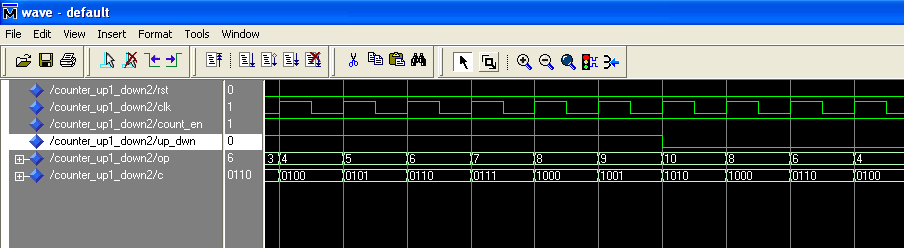 wave - default
File Edit View Insert Format Tools Window
/counter_up1_down2/rst 0
/counter_up1_down2/clk 1
/counter_up1_down2/count_en 1
/counter_up1_down2/up_dwn 0
/counter_up1_down2/op 6 3 4 5 6 7 8 9 10 8 6 4
/counter_up1_down2/c 0110 0100 0101 0110 0111 1000 1001 1010 1000 0110 0100